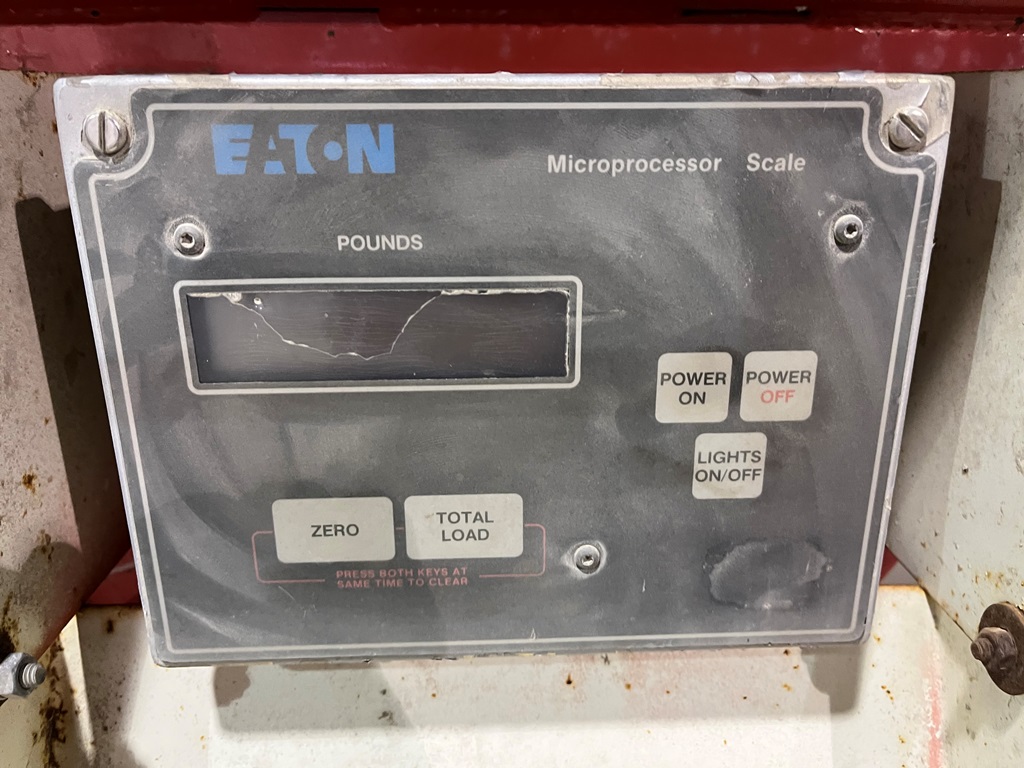 EATON
Microprocessor Scale
POUNDS
POWER
ON
POWER
OFF
LIGHTS
ON/OFF
ZERO
TOTAL
LOAD
PRESS BOTH KEYS AT
SAME TIME TO CLEAR